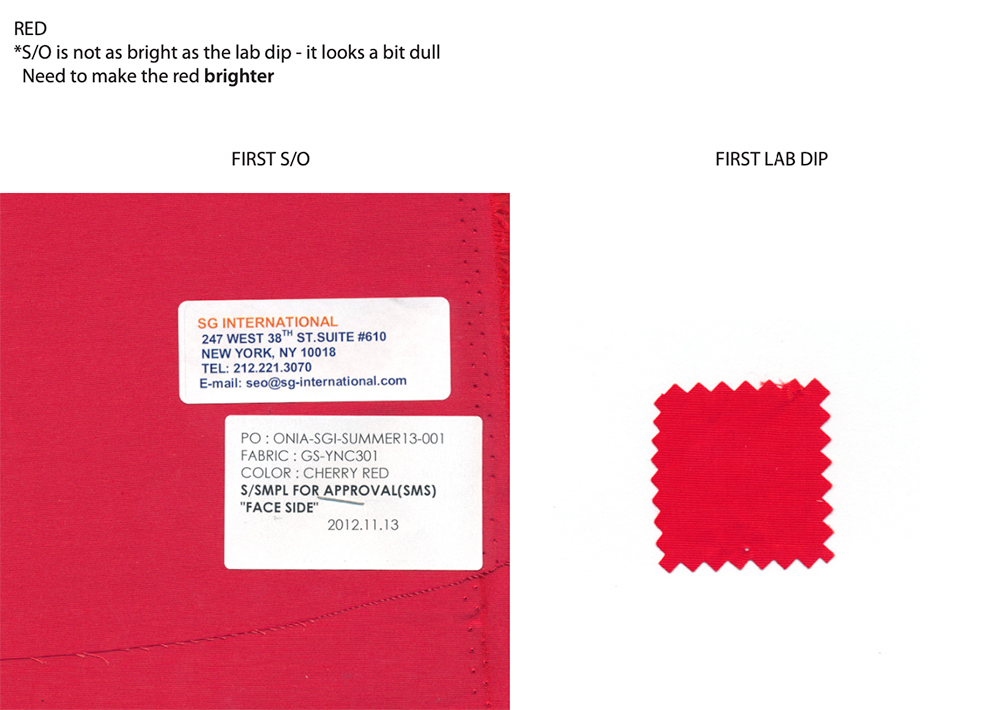 RED
*S/O is not as bright as the lab dip - it looks a bit dull
Need to make the red brighter
FIRST S/O
FIRST LAB DIP
SG INTERNATIONAL
247 WEST 38TH ST.SUITE #610
NEW YORK, NY 10018
TEL: 212.221.3070
E-mail: seo@sg-international.com
PO : ONIA-SGI-SUMMER13-001
FABRIC : GS-YNC301
COLOR : CHERRY RED
S/SMPL FOR APPROVAL(SMS)
"FACE SIDE"
2012.11.13